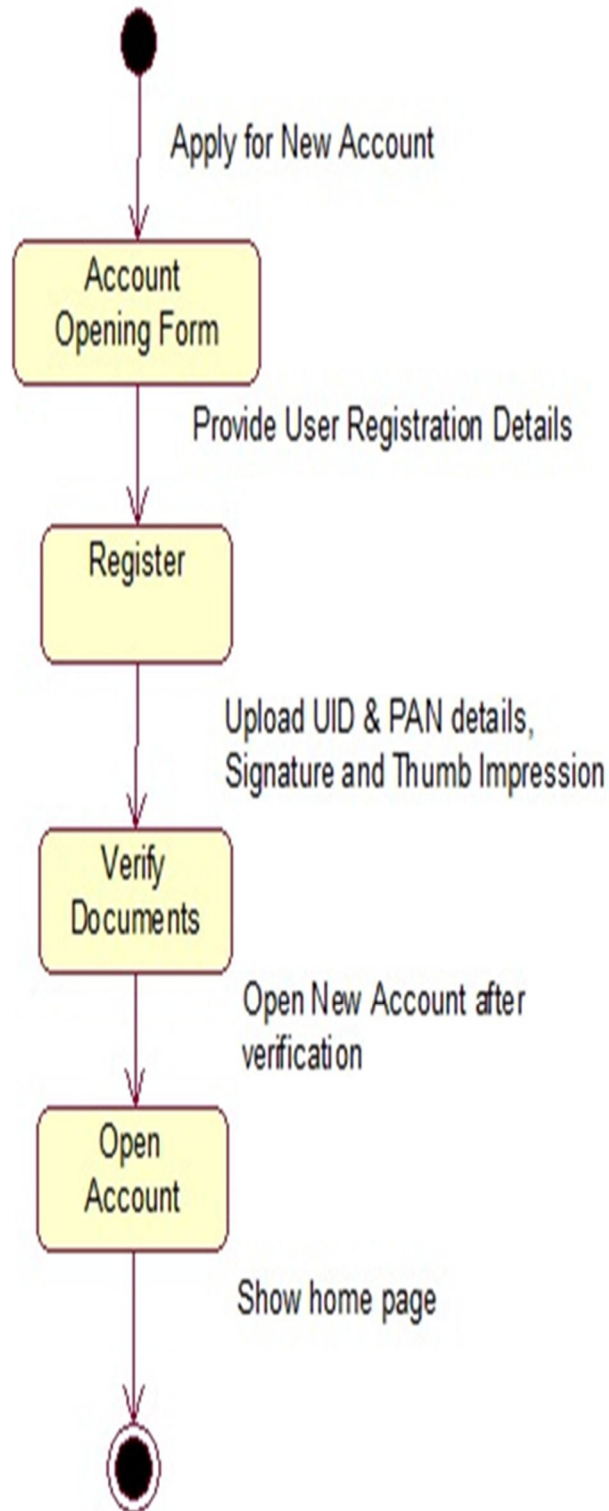 Apply for New Account
Account
Opening Form
Provide User Registration Details
Register
Upload UID & PAN details,
Signature and Thumb Impression
Verify
Documents
Open New Account after
verification
Open
Account
Show home page